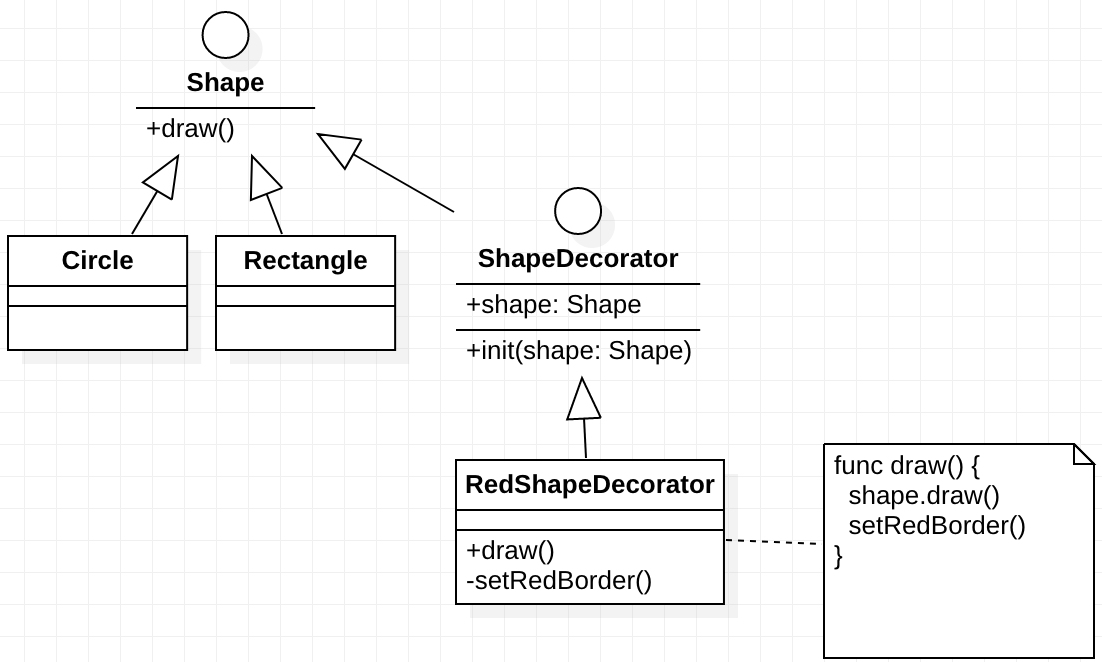 Shape
+draw()
Circle
Rectangle
ShapeDecorator
+shape: Shape
+init(shape: Shape)
RedShapeDecorator
+draw()
-setRedBorder()
func draw() {
  shape.draw()
  setRedBorder()
}